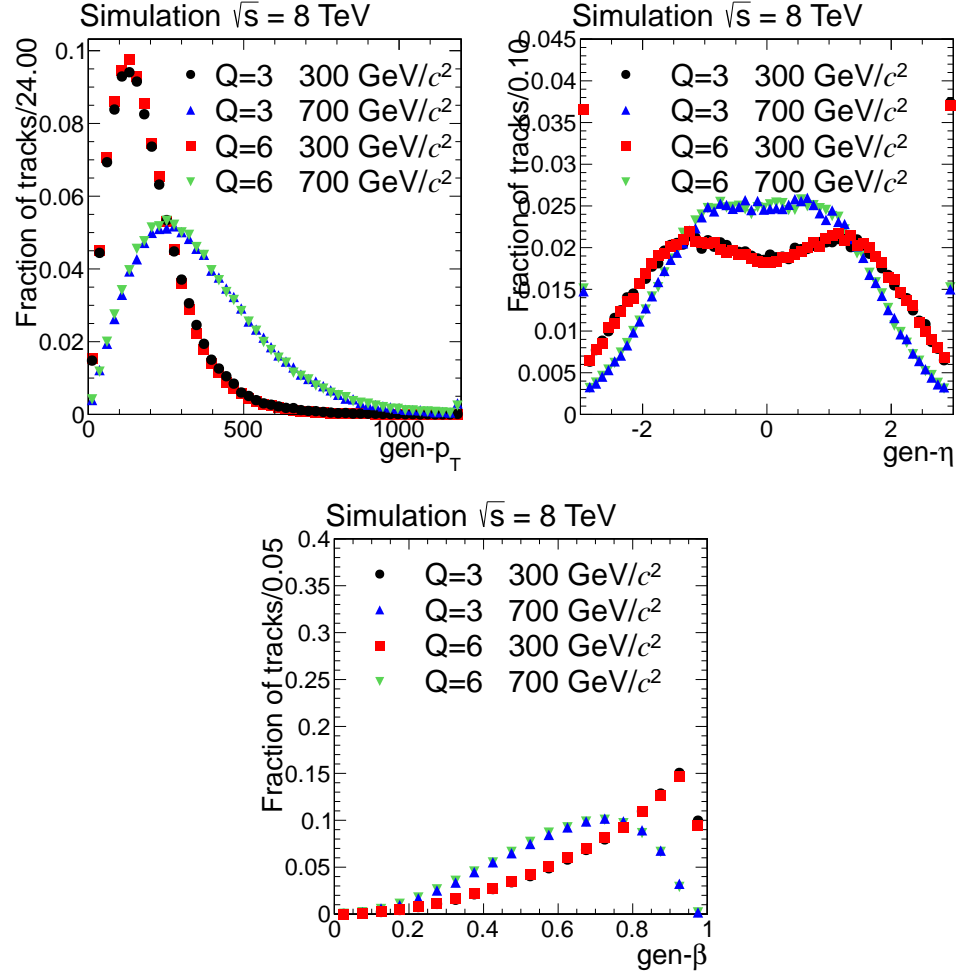 Simulation √s = 8 TeV
Fraction of tracks/24.00
0.1
0.08
0.06
0.04
0.02
0
Q=3 300 GeV/c²
Q=3 700 GeV/c²
Q=6 300 GeV/c²
Q=6 700 GeV/c²
0 500 1000
gen-p_T
Simulation √s = 8 TeV
Fraction of tracks/0.10
0.045
0.04
0.035
0.03
0.025
0.02
0.015
0.01
0.005
0
Q=3 300 GeV/c²
Q=3 700 GeV/c²
Q=6 300 GeV/c²
Q=6 700 GeV/c²
-2 0 2
gen-η
Simulation √s = 8 TeV
Fraction of tracks/0.05
0.4
0.35
0.3
0.25
0.2
0.15
0.1
0.05
0
Q=3 300 GeV/c²
Q=3 700 GeV/c²
Q=6 300 GeV/c²
Q=6 700 GeV/c²
0 0.2 0.4 0.6 0.8 1
gen-β